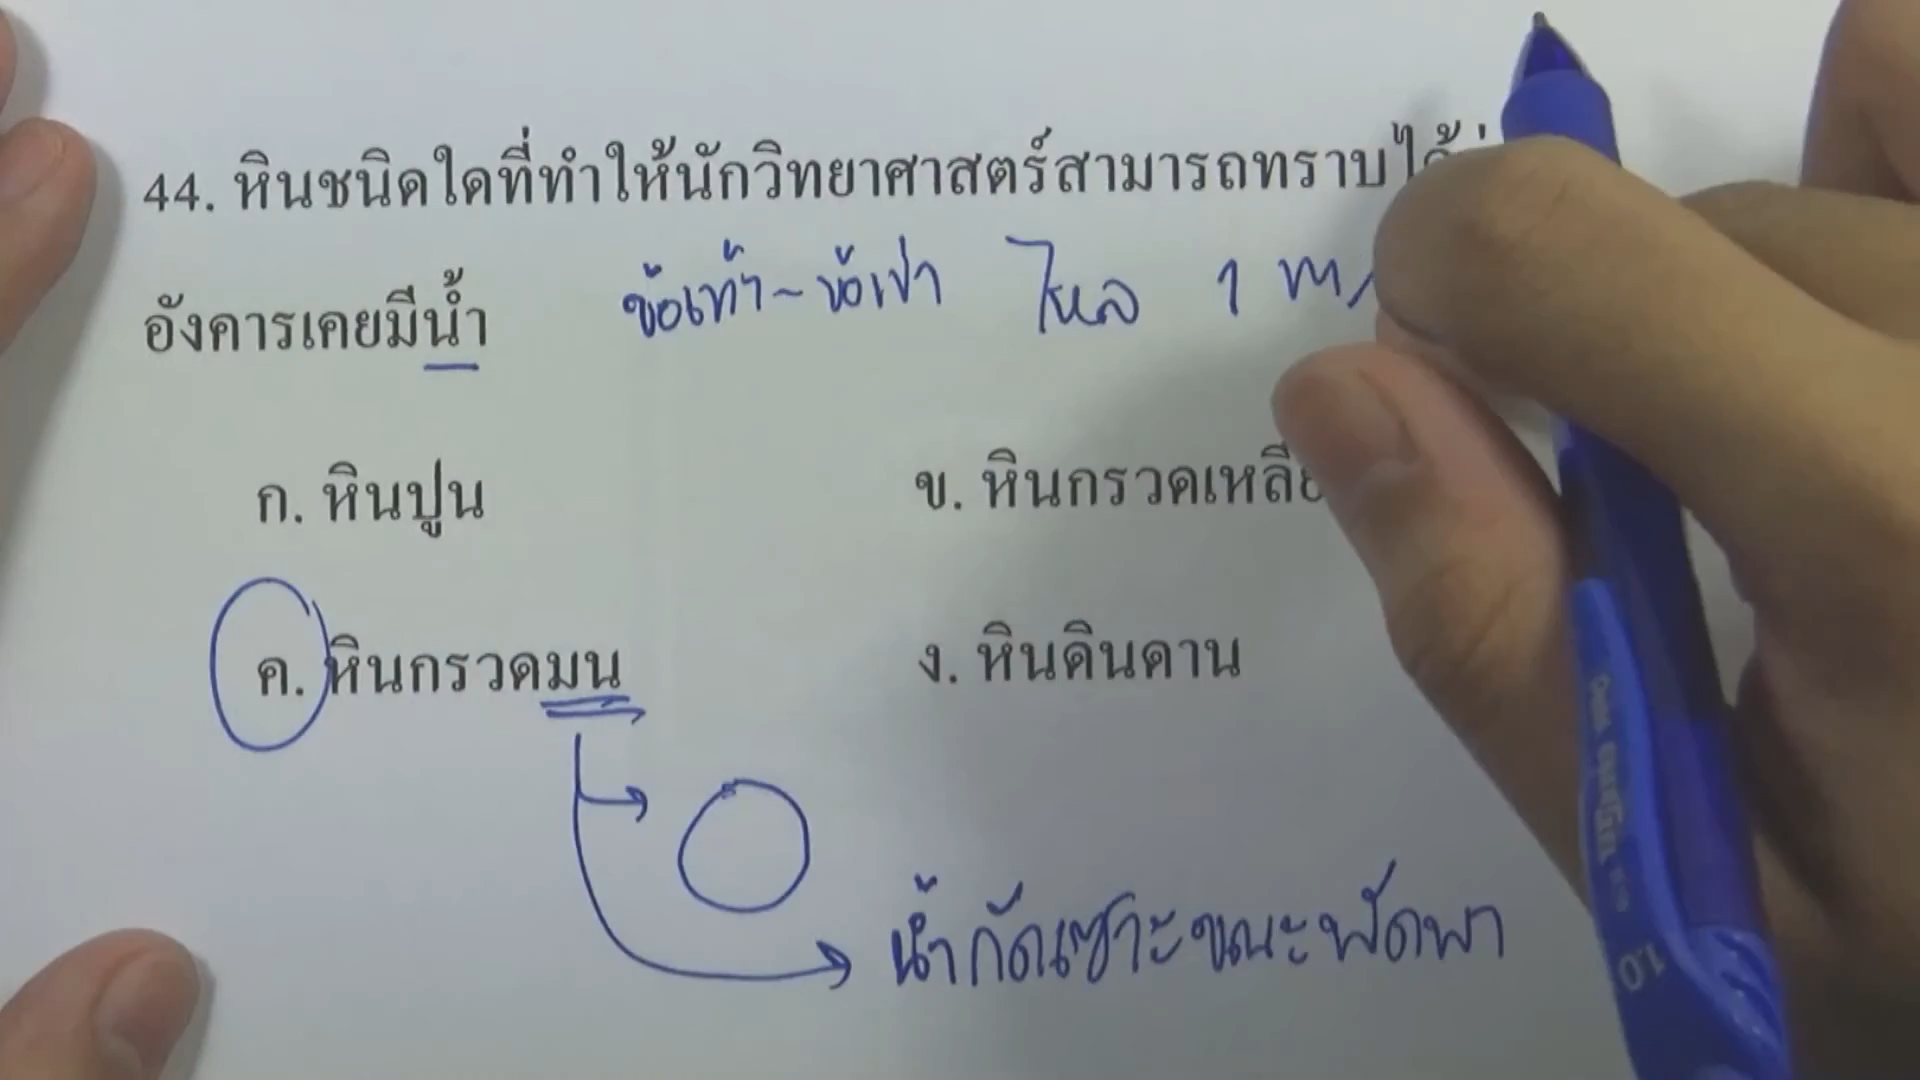 44. หินชนิดใดที่ทำให้นักวิทยาศาสตร์สามารถทราบได้
อังคารเคยมีน้ำ ข้อเท้า ~ ข้อเข่า ไหล 1 m/
ก. หินปูน ข. หินกรวดเหลี่
ค. หินกรวดมน ง. หินดินดาน
น้ำกัดเซาะขณะพัดพา
1.0